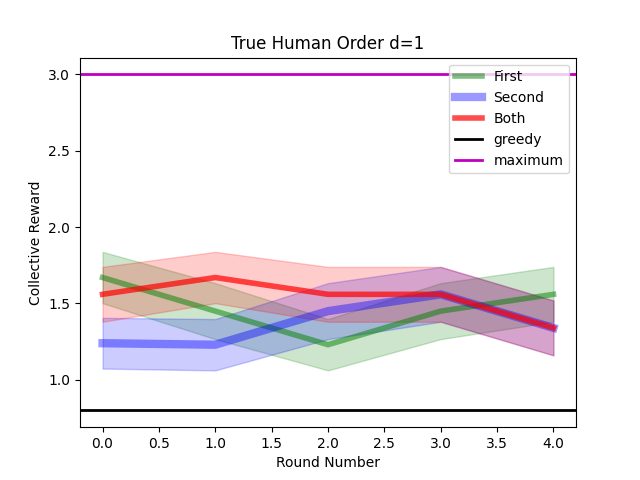 True Human Order d=1
First
Second
Both
greedy
maximum
Collective Reward
3.0
2.5
2.0
1.5
1.0
0.0 0.5 1.0 1.5 2.0 2.5 3.0 3.5 4.0
Round Number